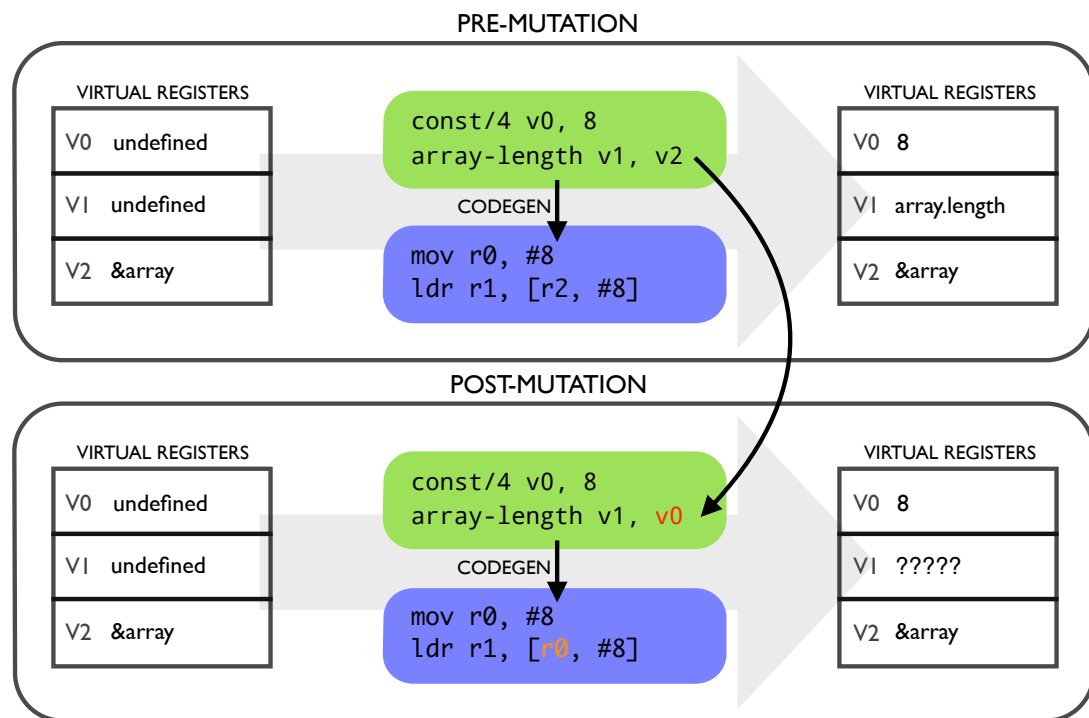 PRE-MUTATION
VIRTUAL REGISTERS
V0 undefined
V1 undefined
V2 &array
const/4 v0, 8
array-length v1, v2
CODEGEN
mov r0, #8
ldr r1, [r2, #8]
VIRTUAL REGISTERS
V0 8
V1 array.length
V2 &array
POST-MUTATION
VIRTUAL REGISTERS
V0 undefined
V1 undefined
V2 &array
const/4 v0, 8
array-length v1, v0
CODEGEN
mov r0, #8
ldr r1, [r0, #8]
VIRTUAL REGISTERS
V0 8
V1 ?????
V2 &array